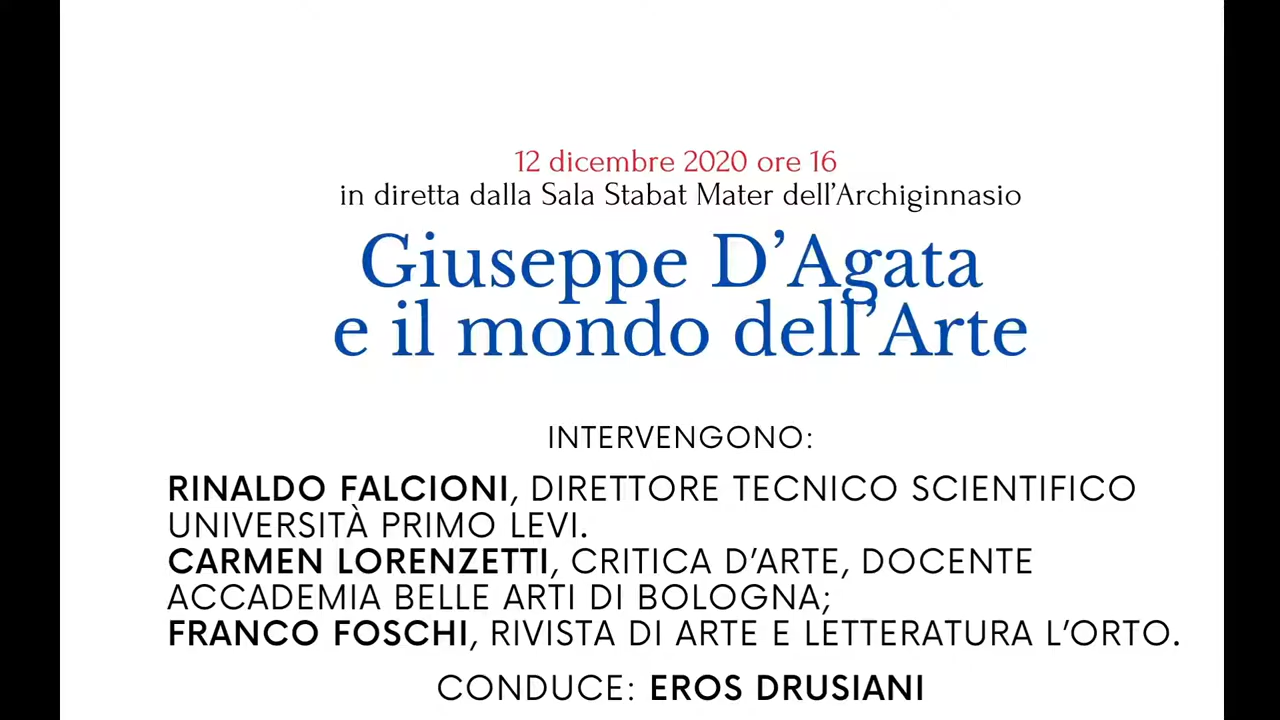 12 dicembre 2020 ore 16
in diretta dalla Sala Stabat Mater dell’Archiginnasio
Giuseppe D’Agata
e il mondo dell’Arte
INTERVENGONO:
RINALDO FALCIONI, DIRETTORE TECNICO SCIENTIFICO
UNIVERSITÀ PRIMO LEVI.
CARMEN LORENZETTI, CRITICA D’ARTE, DOCENTE
ACCADEMIA BELLE ARTI DI BOLOGNA;
FRANCO FOSCHI, RIVISTA DI ARTE E LETTERATURA L’ORTO.
CONDUCE: EROS DRUSIANI